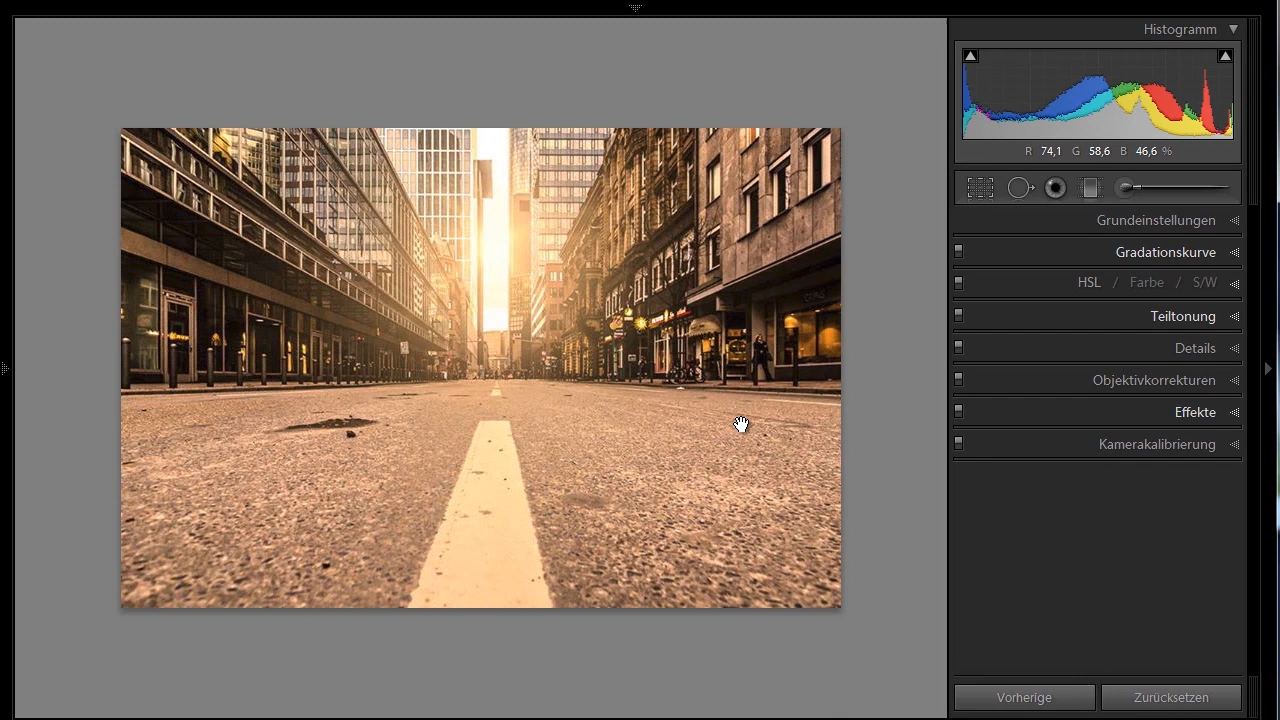 Histogramm
R 74,1 G 58,6 B 46,6 %
Grundeinstellungen
Gradationskurve
HSL / Farbe / S/W
Teiltonung
Details
Objektivkorrekturen
Effekte
Kamerakalibrierung
Vorherige Zurücksetzen